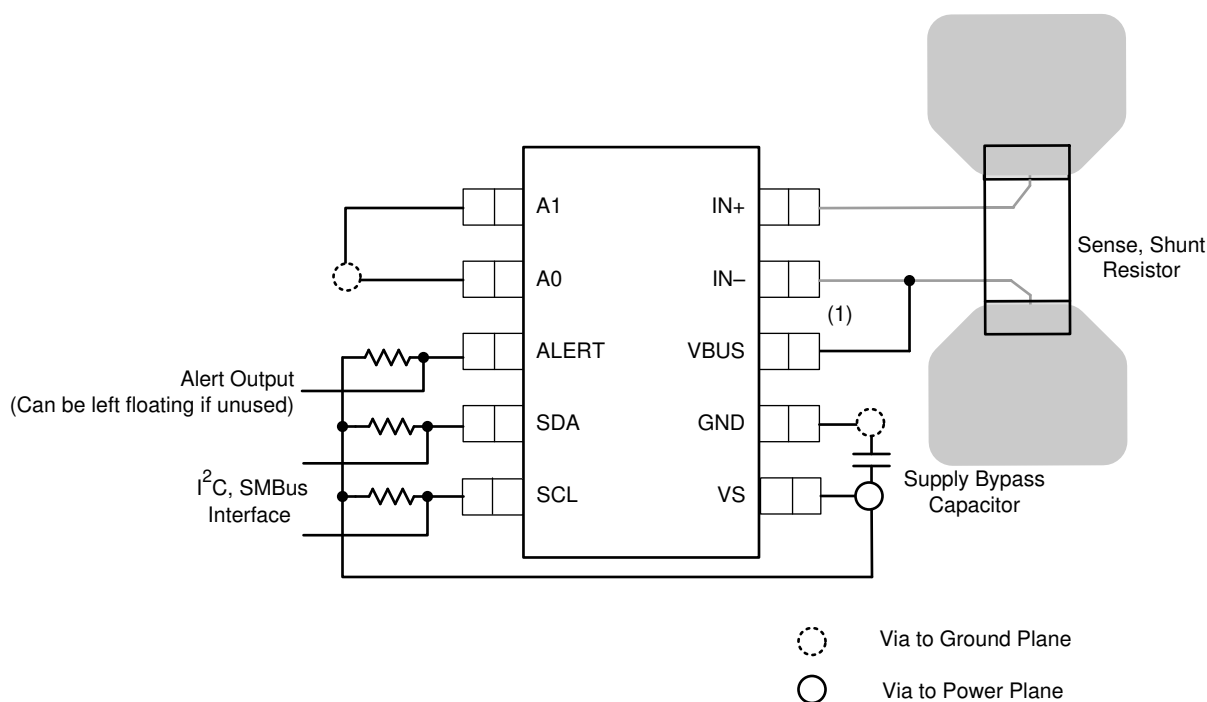 A1
IN+
A0
IN–
(1)
ALERT
VBUS
Sense, Shunt
Resistor
Alert Output
(Can be left floating if unused)
SDA
GND
I²C, SMBus
Interface
SCL
VS
Supply Bypass
Capacitor
Via to Ground Plane
Via to Power Plane